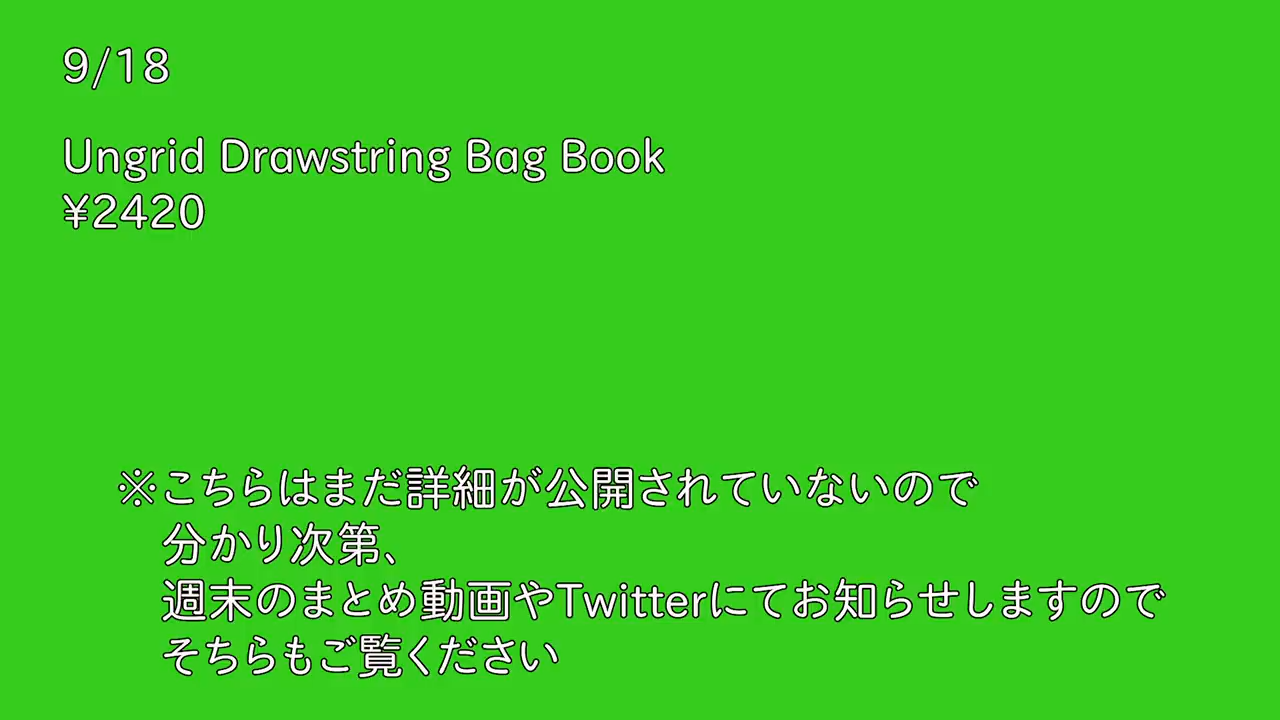 9/18
Ungrid Drawstring Bag Book
¥2420
※こちらはまだ詳細が公開されていないので
分かり次第、
週末のまとめ動画やTwitterにてお知らせしますので
そちらもご覧ください